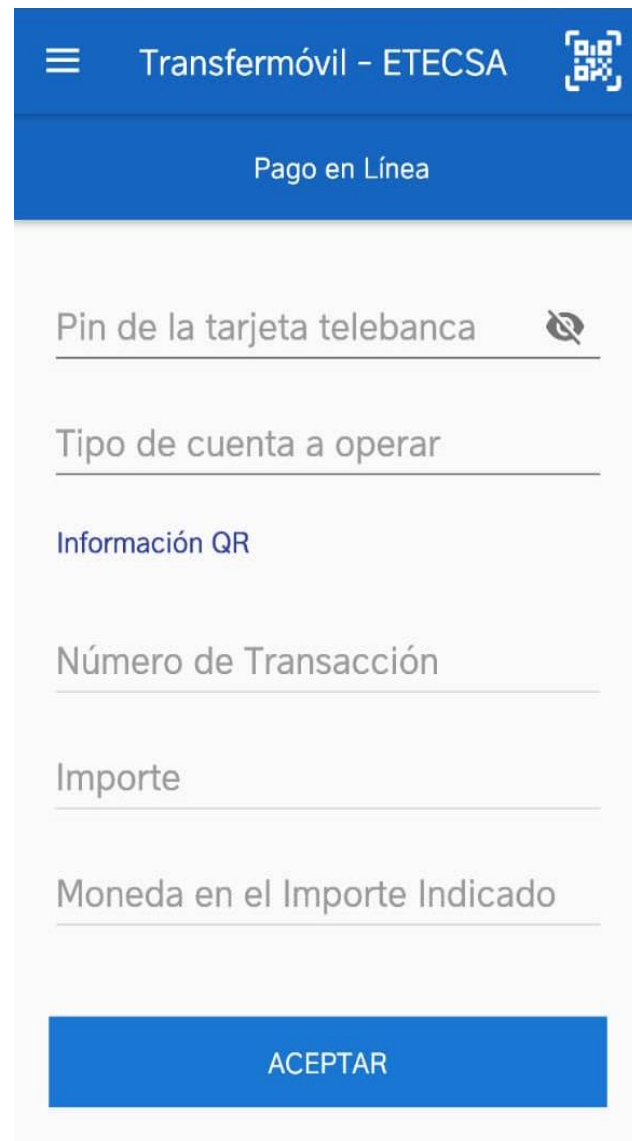 Transfermóvil - ETECSA
Pago en Línea
Pin de la tarjeta telebanca
Tipo de cuenta a operar
Información QR
Número de Transacción
Importe
Moneda en el Importe Indicado
ACEPTAR